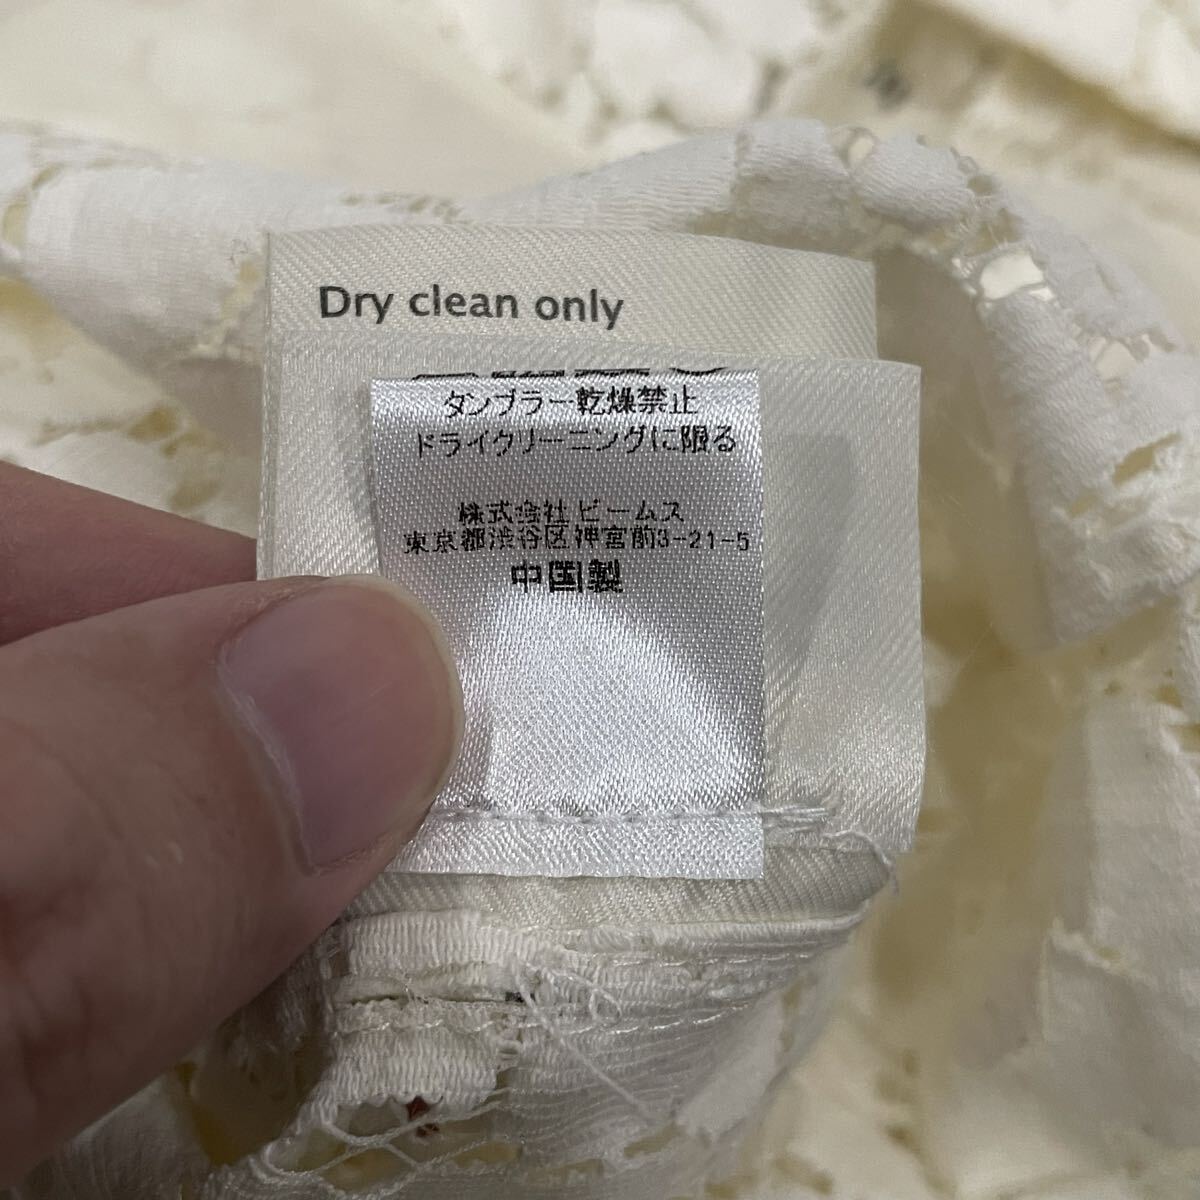 Dry clean only
タンブラー乾燥禁止
ドライクリーニングに限る
株式会社 ビームス
東京都渋谷区神宮前3-21-5
中国製